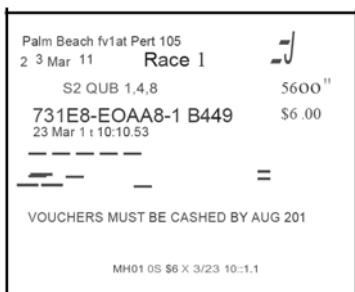 Palm Beach fv1at Pert 105
2 3 Mar 11 Race 1
S2 QUB 1,4,8 5600"
731E8-EOAA8-1 B449 $6 .00
23 Mar 1 t 10:10.53
VOUCHERS MUST BE CASHED BY AUG 201
MH01 0S $6 X 3/23 10::1.1